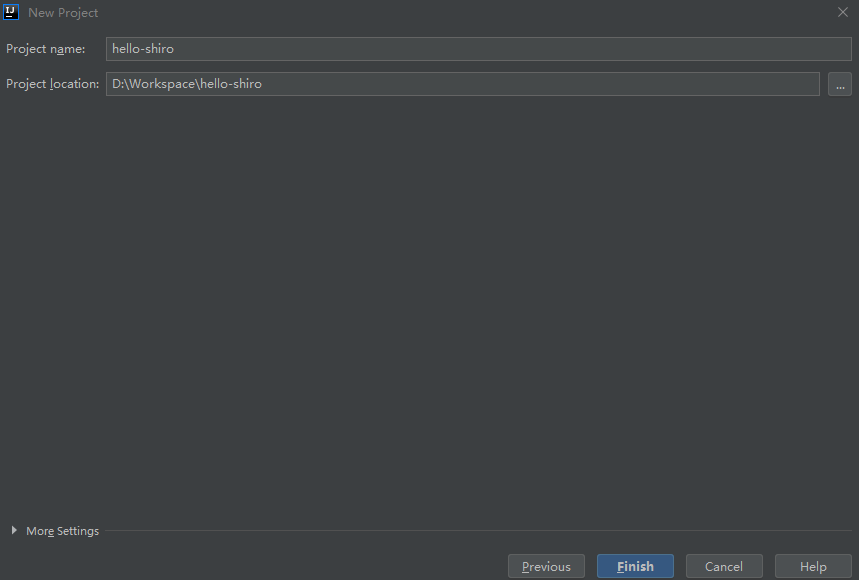 IJ New Project
Project name: hello-shiro
Project location: D:\Workspace\hello-shiro ...
More Settings
Previous Finish Cancel Help